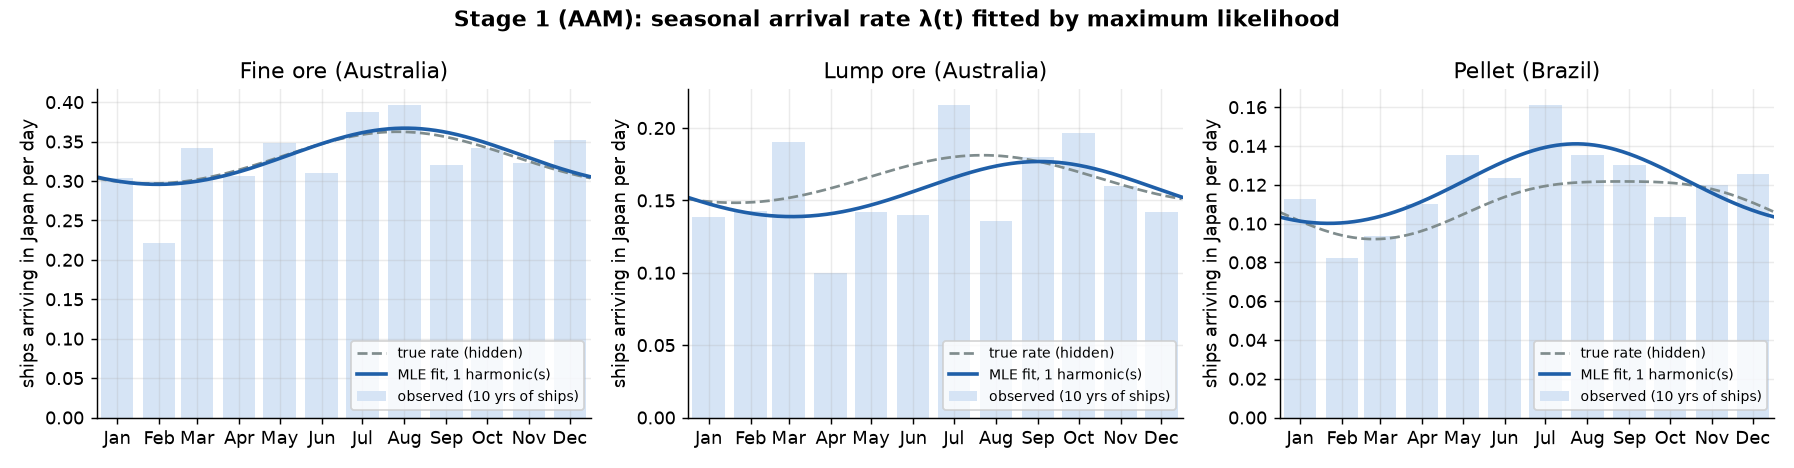 Stage 1 (AAM): seasonal arrival rate λ(t) fitted by maximum likelihood
Fine ore (Australia)
ships arriving in Japan per day
0.40
0.35
0.30
0.25
0.20
0.15
0.10
0.05
0.00
Jan Feb Mar Apr May Jun Jul Aug Sep Oct Nov Dec
true rate (hidden)
MLE fit, 1 harmonic(s)
observed (10 yrs of ships)
Lump ore (Australia)
ships arriving in Japan per day
0.20
0.15
0.10
0.05
0.00
Jan Feb Mar Apr May Jun Jul Aug Sep Oct Nov Dec
true rate (hidden)
MLE fit, 1 harmonic(s)
observed (10 yrs of ships)
Pellet (Brazil)
ships arriving in Japan per day
0.16
0.14
0.12
0.10
0.08
0.06
0.04
0.02
0.00
Jan Feb Mar Apr May Jun Jul Aug Sep Oct Nov Dec
true rate (hidden)
MLE fit, 1 harmonic(s)
observed (10 yrs of ships)